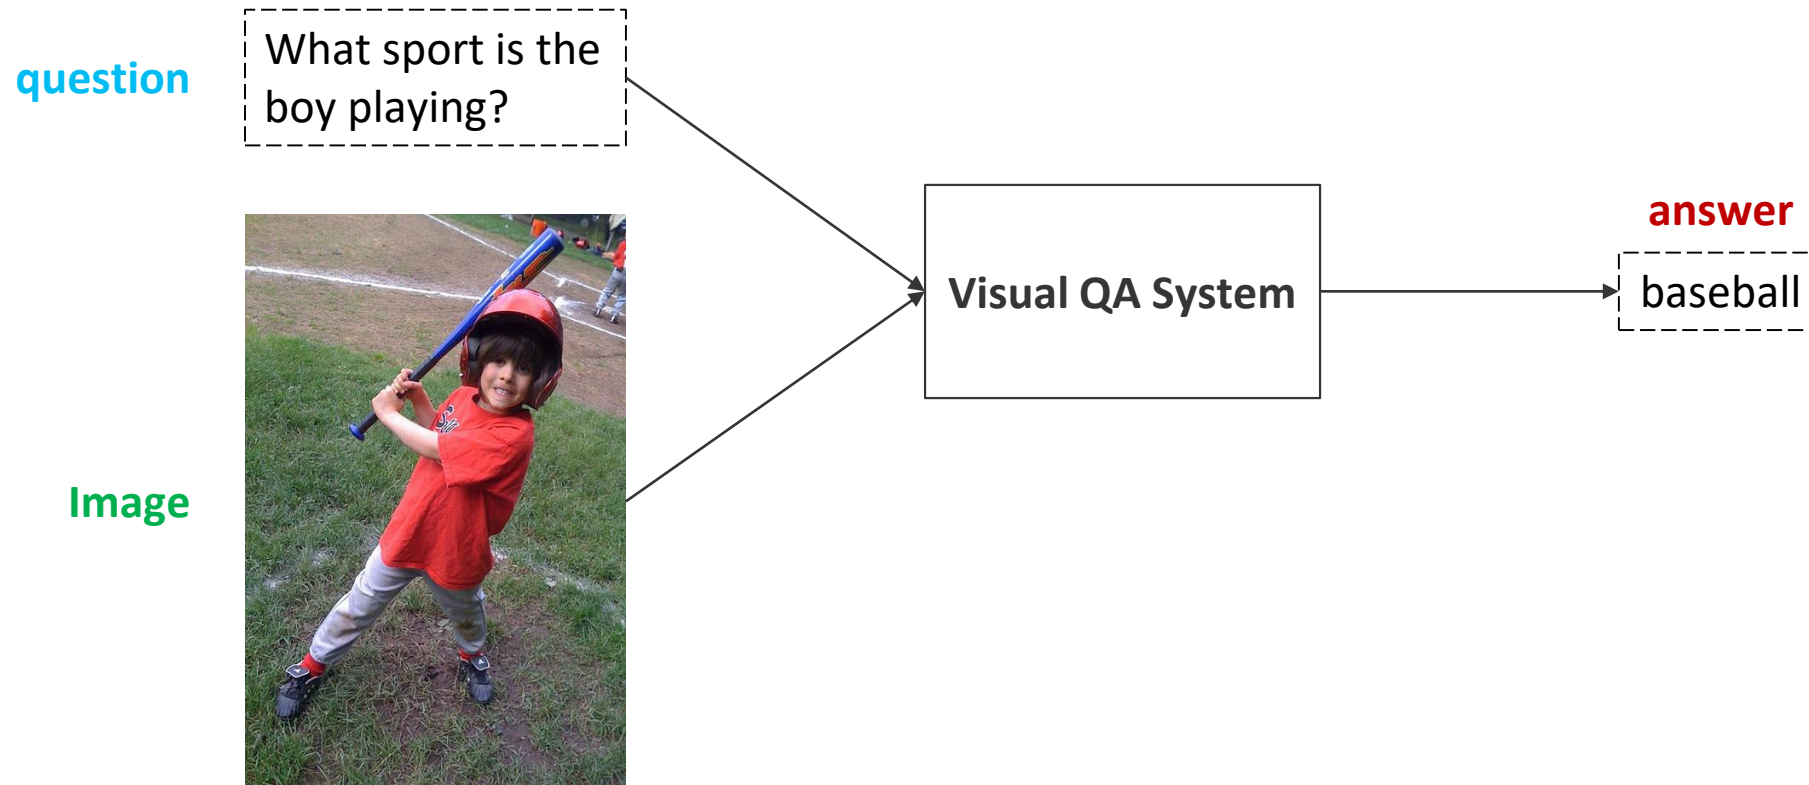 question
What sport is the
boy playing?
Image
Visual QA System
answer
baseball